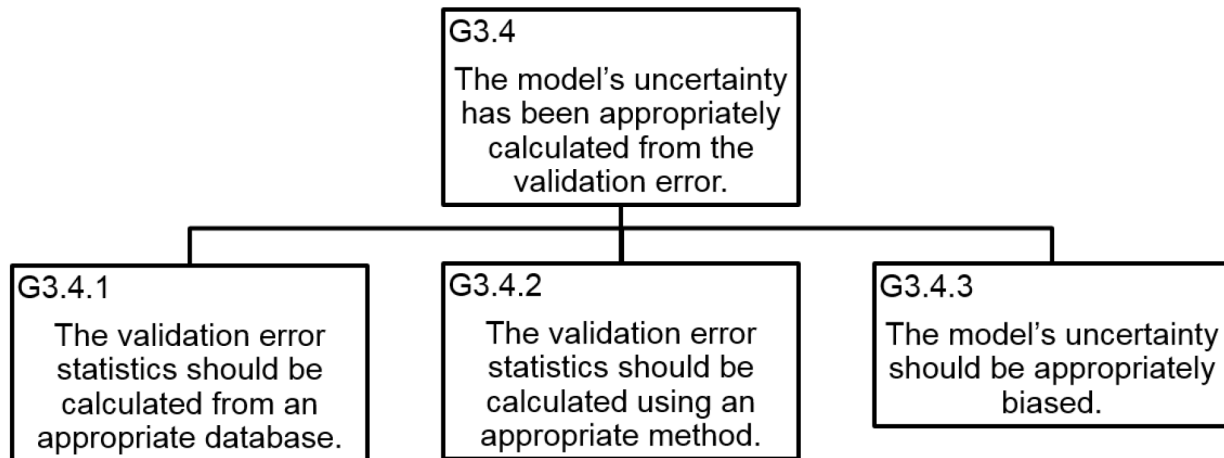 G3.4
The model’s uncertainty
has been appropriately
calculated from the
validation error.
G3.4.1
The validation error
statistics should be
calculated from an
appropriate database.
G3.4.2
The validation error
statistics should be
calculated using an
appropriate method.
G3.4.3
The model’s uncertainty
should be appropriately
biased.